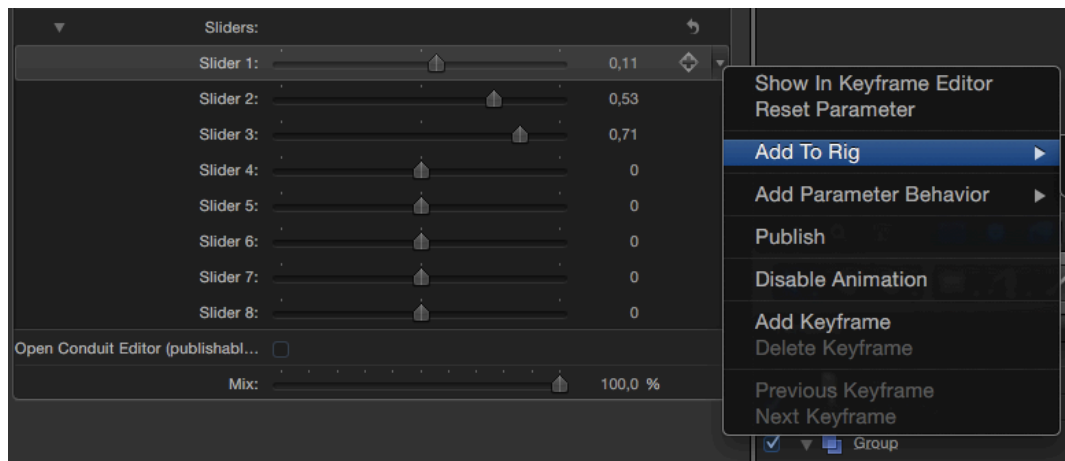 Sliders:
Slider 1: 0,11
Slider 2: 0,53
Slider 3: 0,71
Slider 4: 0
Slider 5: 0
Slider 6: 0
Slider 7: 0
Slider 8: 0
Open Conduit Editor (publishabl...
Mix: 100,0 %
Show In Keyframe Editor
Reset Parameter
Add To Rig
Add Parameter Behavior
Publish
Disable Animation
Add Keyframe
Delete Keyframe
Previous Keyframe
Next Keyframe
Group